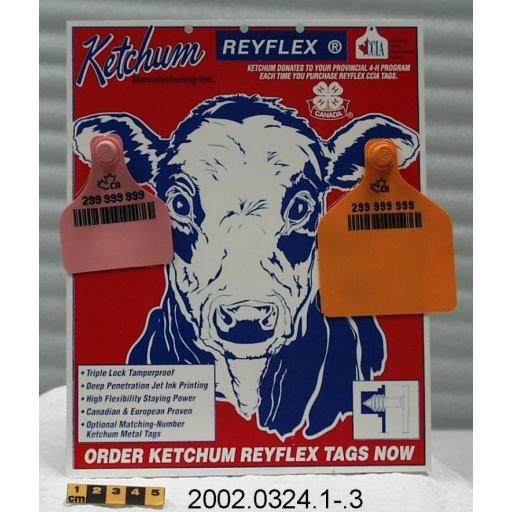 Ketchum
Manufacturing Inc.
REYFLEX ®
CCIA
KETCHUM DONATES TO YOUR PROVINCIAL 4-H PROGRAM
EACH TIME YOU PURCHASE REYFLEX CCIA TAGS.
CANADA
CA
299 999 999
CA
299 999 999
• Triple Lock Tamperproof
• Deep Penetration Jet Ink Printing
• High Flexibility Staying Power
• Canadian & European Proven
• Optional Matching-Number
Ketchum Metal Tags
ORDER KETCHUM REYFLEX TAGS NOW
1 2 3 4 5
cm
2002.0324.1-.3